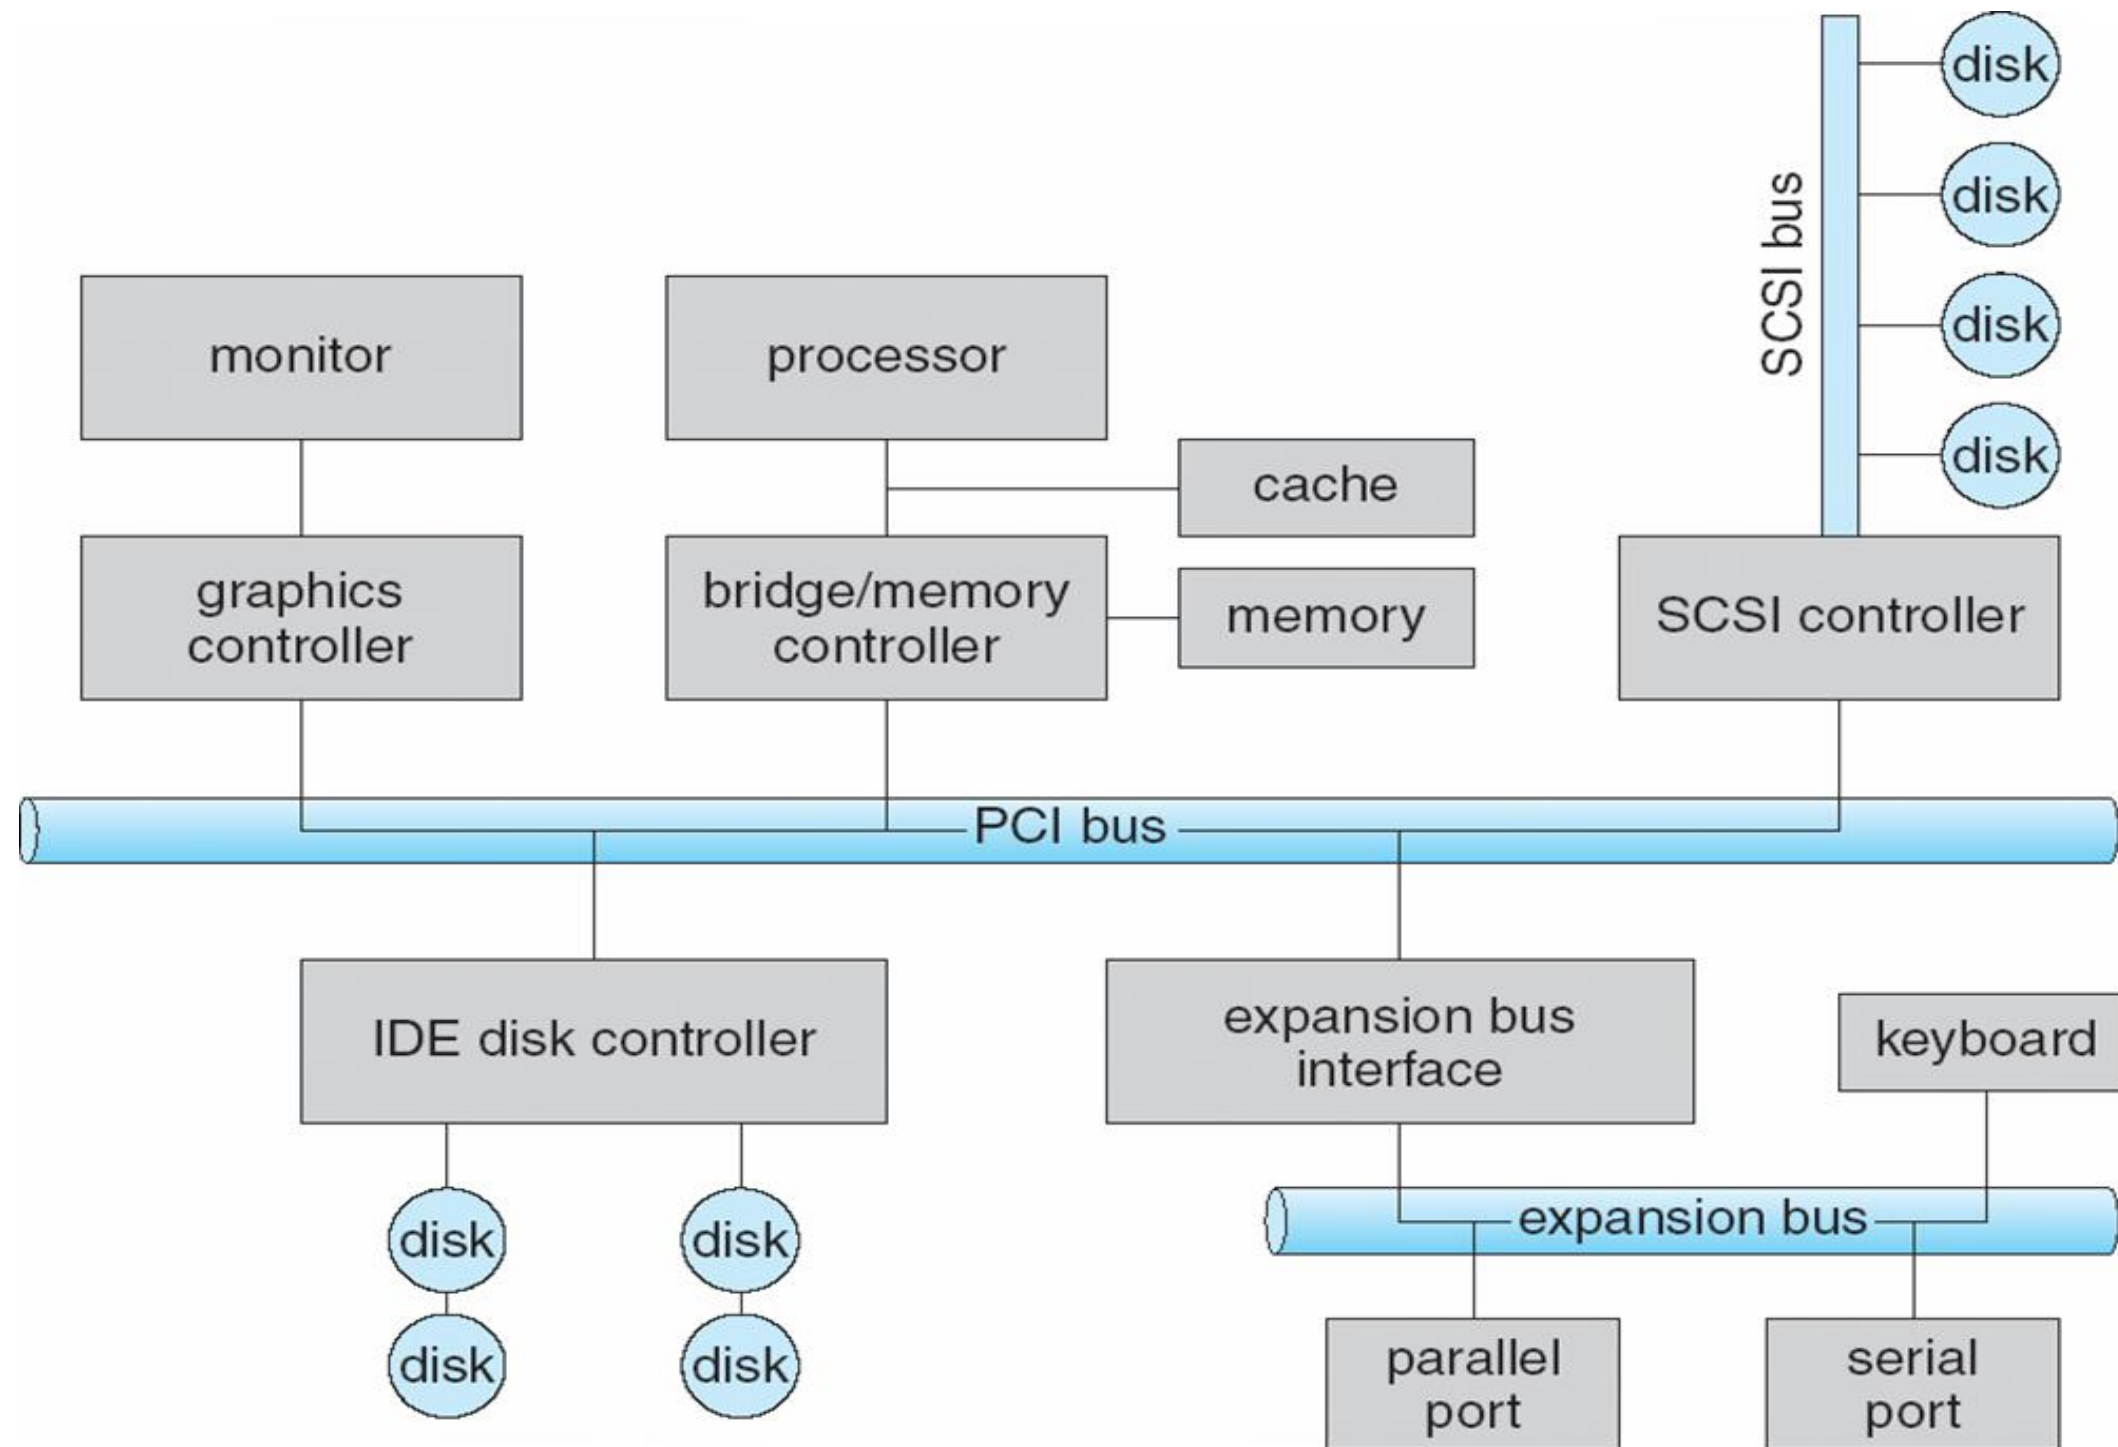 disk
disk
SCSI bus
disk
disk
monitor
processor
cache
graphics
controller
bridge/memory
controller
memory
SCSI controller
PCI bus
IDE disk controller
expansion bus
interface
keyboard
disk
disk
expansion bus
disk
disk
parallel
port
serial
port